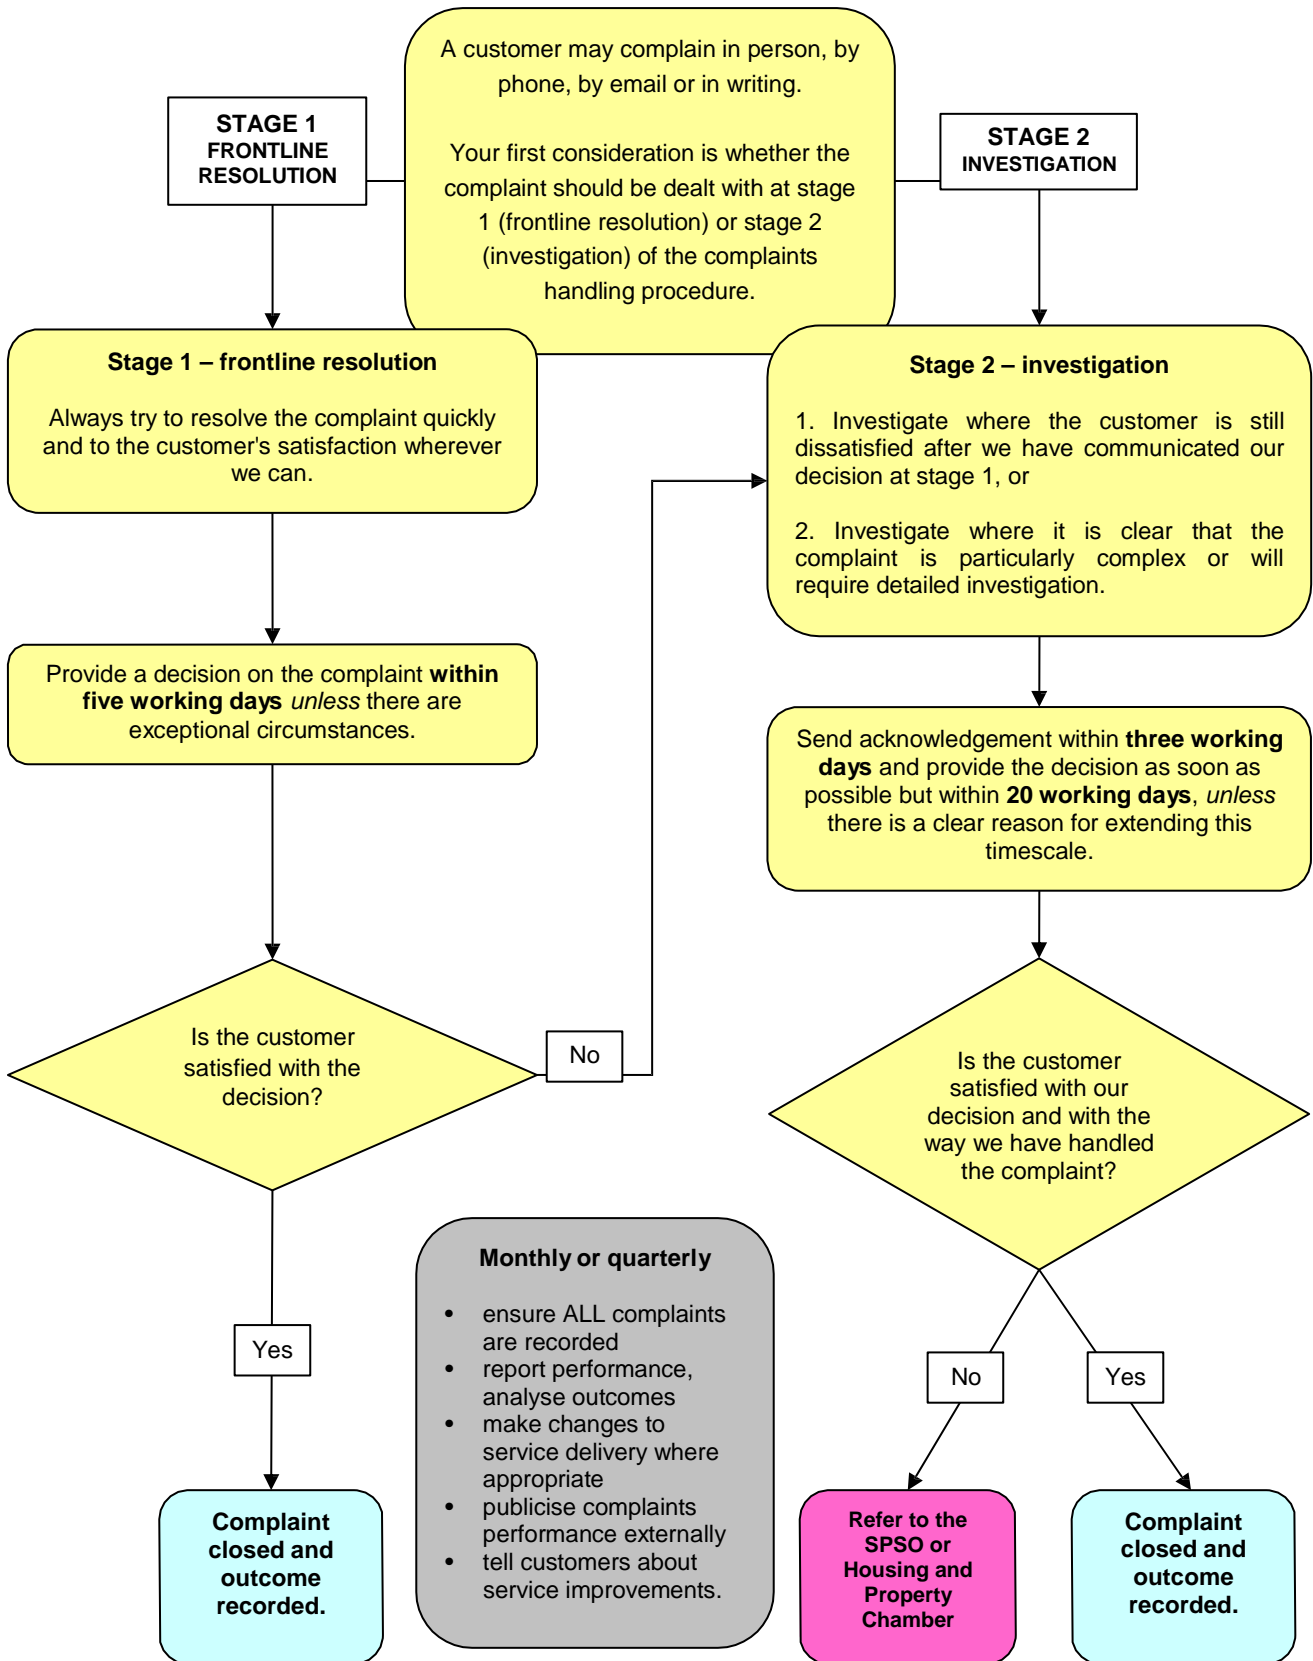 A customer may complain in person, by
phone, by email or in writing.
Your first consideration is whether the
complaint should be dealt with at stage
1 (frontline resolution) or stage 2
(investigation) of the complaints
handling procedure.
STAGE 1
FRONTLINE
RESOLUTION
STAGE 2
INVESTIGATION
Stage 1 – frontline resolution
Always try to resolve the complaint quickly
and to the customer's satisfaction wherever
we can.
Provide a decision on the complaint within
five working days unless there are
exceptional circumstances.
Is the customer
satisfied with the
decision?
No
Yes
Complaint
closed and
outcome
recorded.
Stage 2 – investigation
1. Investigate where the customer is still
dissatisfied after we have communicated our
decision at stage 1, or
2. Investigate where it is clear that the
complaint is particularly complex or will
require detailed investigation.
Send acknowledgement within three working
days and provide the decision as soon as
possible but within 20 working days, unless
there is a clear reason for extending this
timescale.
Is the customer
satisfied with our
decision and with the
way we have handled
the complaint?
No
Yes
Refer to the
SPSO or
Housing and
Property
Chamber
Complaint
closed and
outcome
recorded.
Monthly or quarterly
• ensure ALL complaints
are recorded
• report performance,
analyse outcomes
• make changes to
service delivery where
appropriate
• publicise complaints
performance externally
• tell customers about
service improvements.